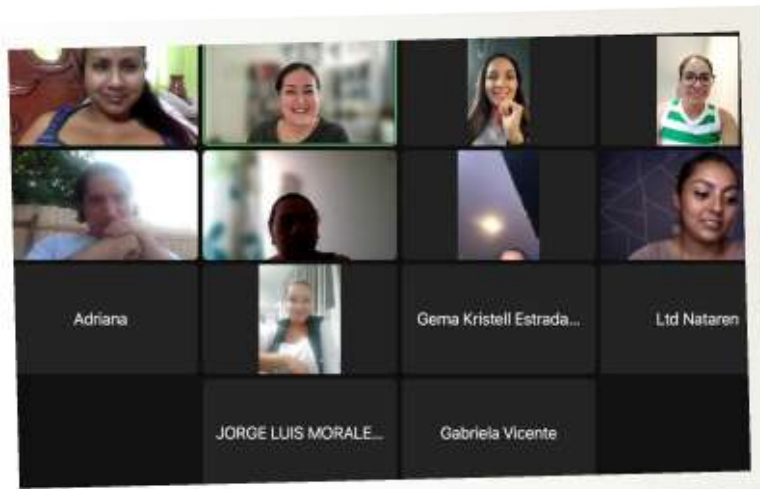 Adriana
Gema Kristell Estrada...
Ltd Nataren
JORGE LUIS MORALE...
Gabriela Vicente